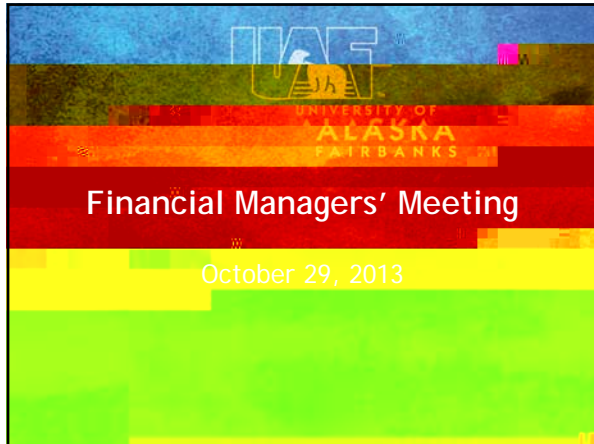 UAF
UNIVERSITY OF
ALASKA
FAIRBANKS
Financial Managers' Meeting
October 29, 2013